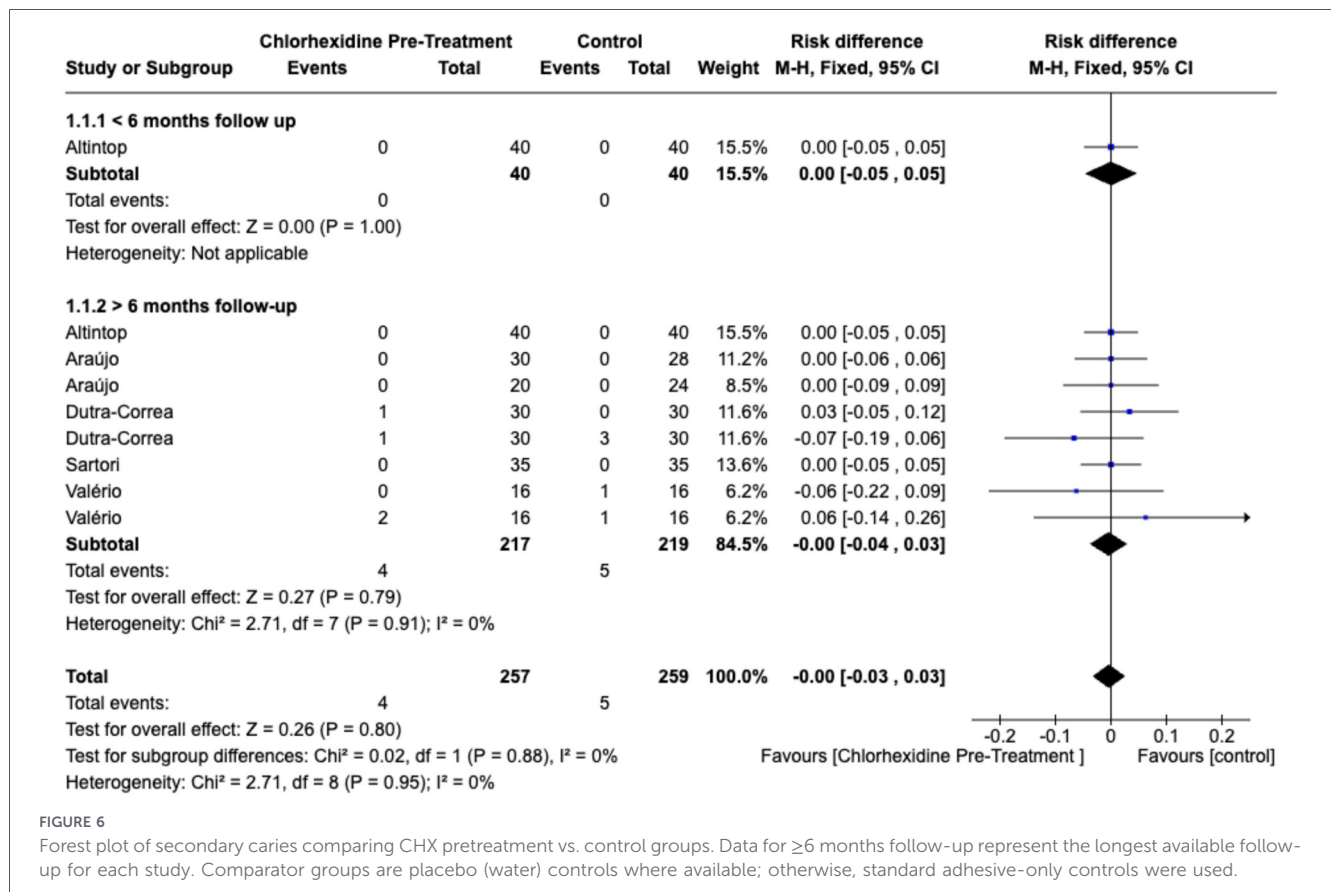 Chlorhexidine Pre-Treatment Control Risk difference Risk difference
Study or Subgroup Events Total Events Total Weight M-H, Fixed, 95% CI M-H, Fixed, 95% CI
1.1.1 < 6 months follow up
Altintop 0 40 0 40 15.5% 0.00 [-0.05 , 0.05]
Subtotal 40 40 15.5% 0.00 [-0.05 , 0.05]
Total events: 0 0
Test for overall effect: Z = 0.00 (P = 1.00)
Heterogeneity: Not applicable
1.1.2 > 6 months follow-up
Altintop 0 40 0 40 15.5% 0.00 [-0.05 , 0.05]
Araújo 0 30 0 28 11.2% 0.00 [-0.06 , 0.06]
Araújo 0 20 0 24 8.5% 0.00 [-0.09 , 0.09]
Dutra-Correa 1 30 0 30 11.6% 0.03 [-0.05 , 0.12]
Dutra-Correa 1 30 3 30 11.6% -0.07 [-0.19 , 0.06]
Sartori 0 35 0 35 13.6% 0.00 [-0.05 , 0.05]
Valério 0 16 1 16 6.2% -0.06 [-0.22 , 0.09]
Valério 2 16 1 16 6.2% 0.06 [-0.14 , 0.26]
Subtotal 217 219 84.5% -0.00 [-0.04 , 0.03]
Total events: 4 5
Test for overall effect: Z = 0.27 (P = 0.79)
Heterogeneity: Chi² = 2.71, df = 7 (P = 0.91); I² = 0%
Total 257 259 100.0% -0.00 [-0.03 , 0.03]
Total events: 4 5
Test for overall effect: Z = 0.26 (P = 0.80)
-0.2 -0.1 0 0.1 0.2
Test for subgroup differences: Chi² = 0.02, df = 1 (P = 0.88), I² = 0% Favours [Chlorhexidine Pre-Treatment ] Favours [control]
Heterogeneity: Chi² = 2.71, df = 8 (P = 0.95); I² = 0%
FIGURE 6
Forest plot of secondary caries comparing CHX pretreatment vs. control groups. Data for ≥6 months follow-up represent the longest available follow-
up for each study. Comparator groups are placebo (water) controls where available; otherwise, standard adhesive-only controls were used.